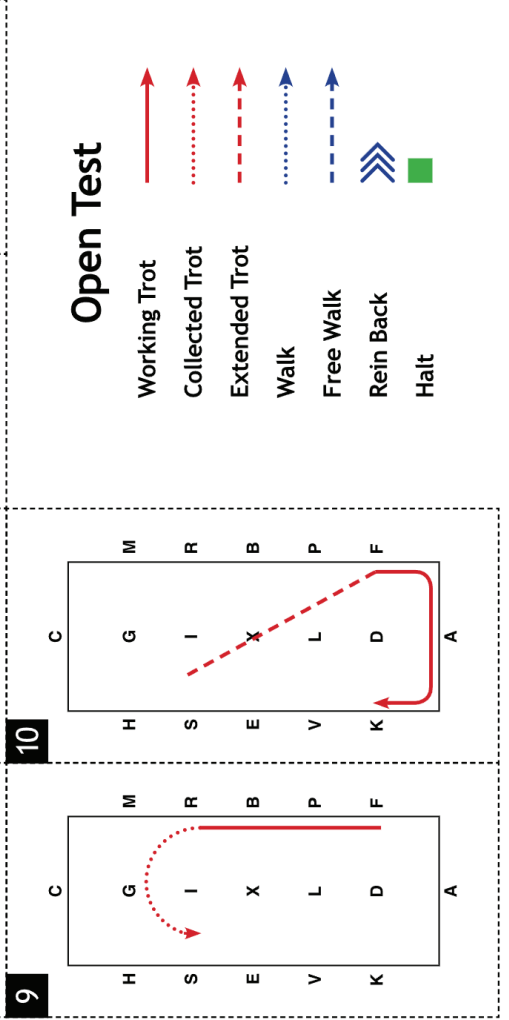 9
C
H G M
S I R
E X B
V L P
K D F
A
10
C
H G M
S I R
E X B
V L P
K D F
A
Open Test
Working Trot
Collected Trot
Extended Trot
Walk
Free Walk
Rein Back
Halt